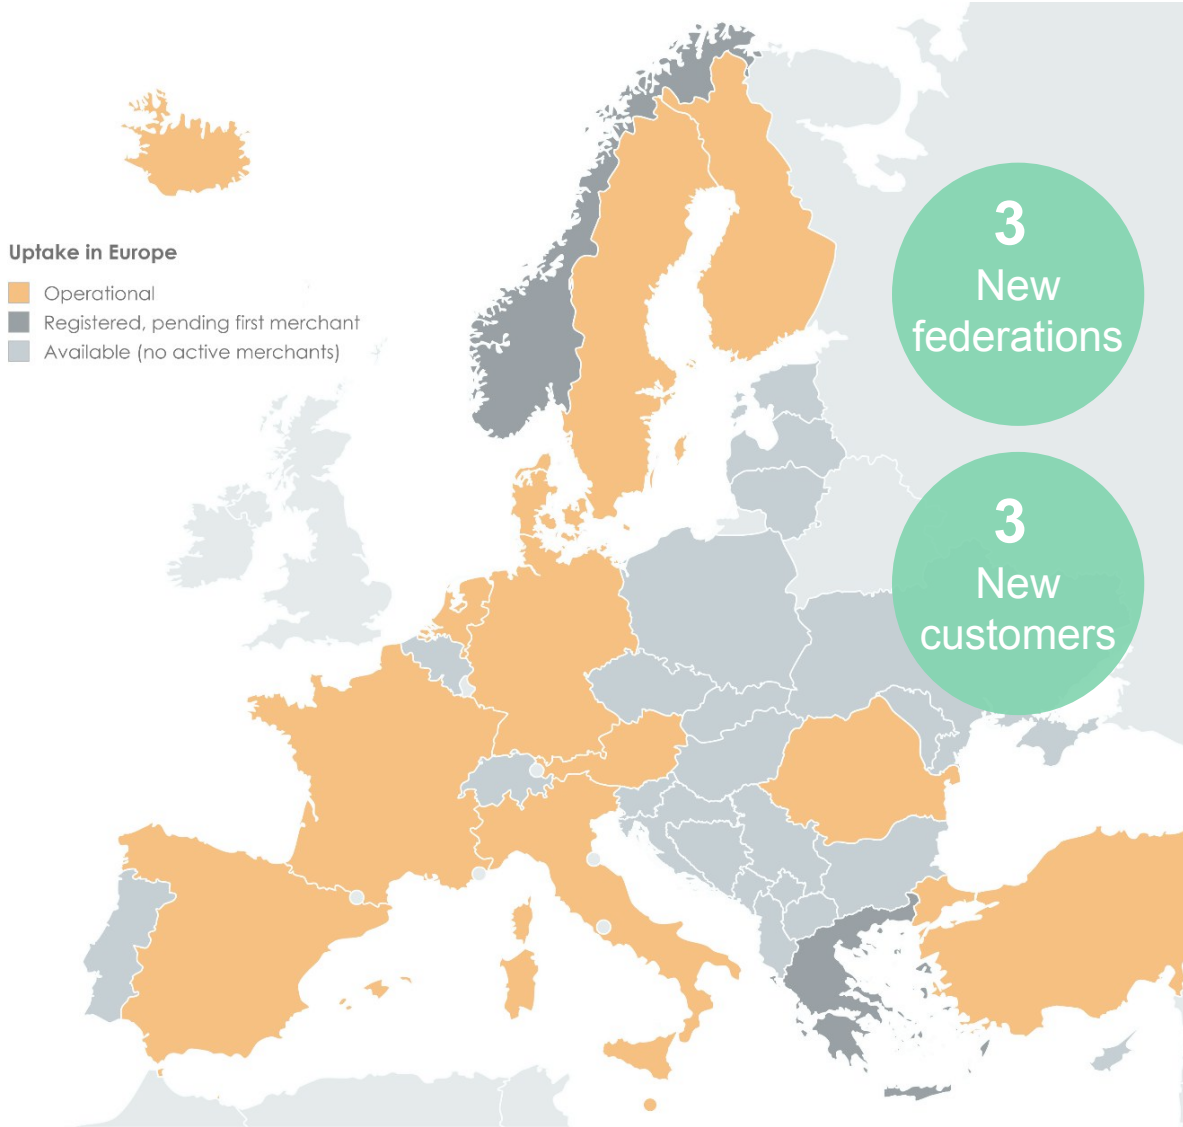 Uptake in Europe
Operational
Registered, pending first merchant
Available (no active merchants)
3
New
federations
3
New
customers